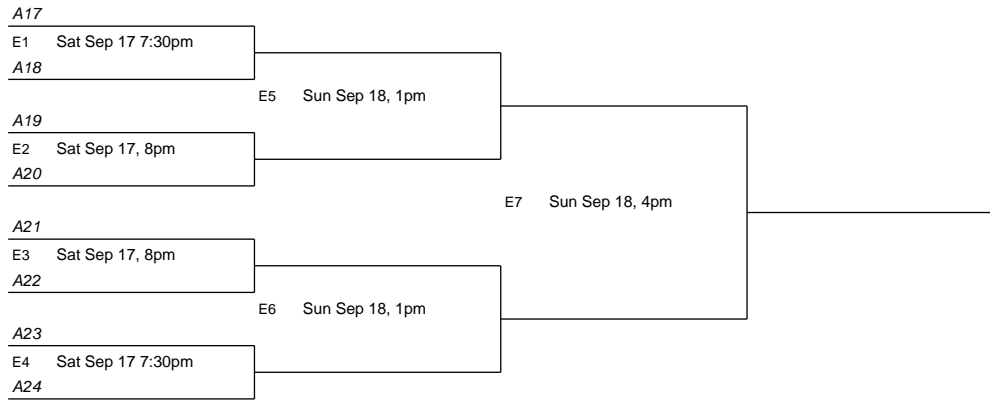 A17
E1 Sat Sep 17 7:30pm
A18
E5 Sun Sep 18, 1pm
A19
E2 Sat Sep 17, 8pm
A20
E7 Sun Sep 18, 4pm
A21
E3 Sat Sep 17, 8pm
A22
E6 Sun Sep 18, 1pm
A23
E4 Sat Sep 17 7:30pm
A24